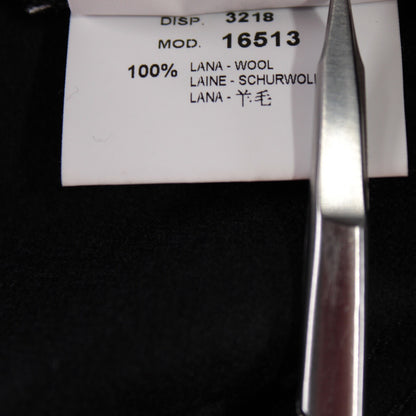 DISP. 3218
MOD. 16513
100% LANA - WOOL
LAINE - SCHURWOLL
LANA - 羊毛